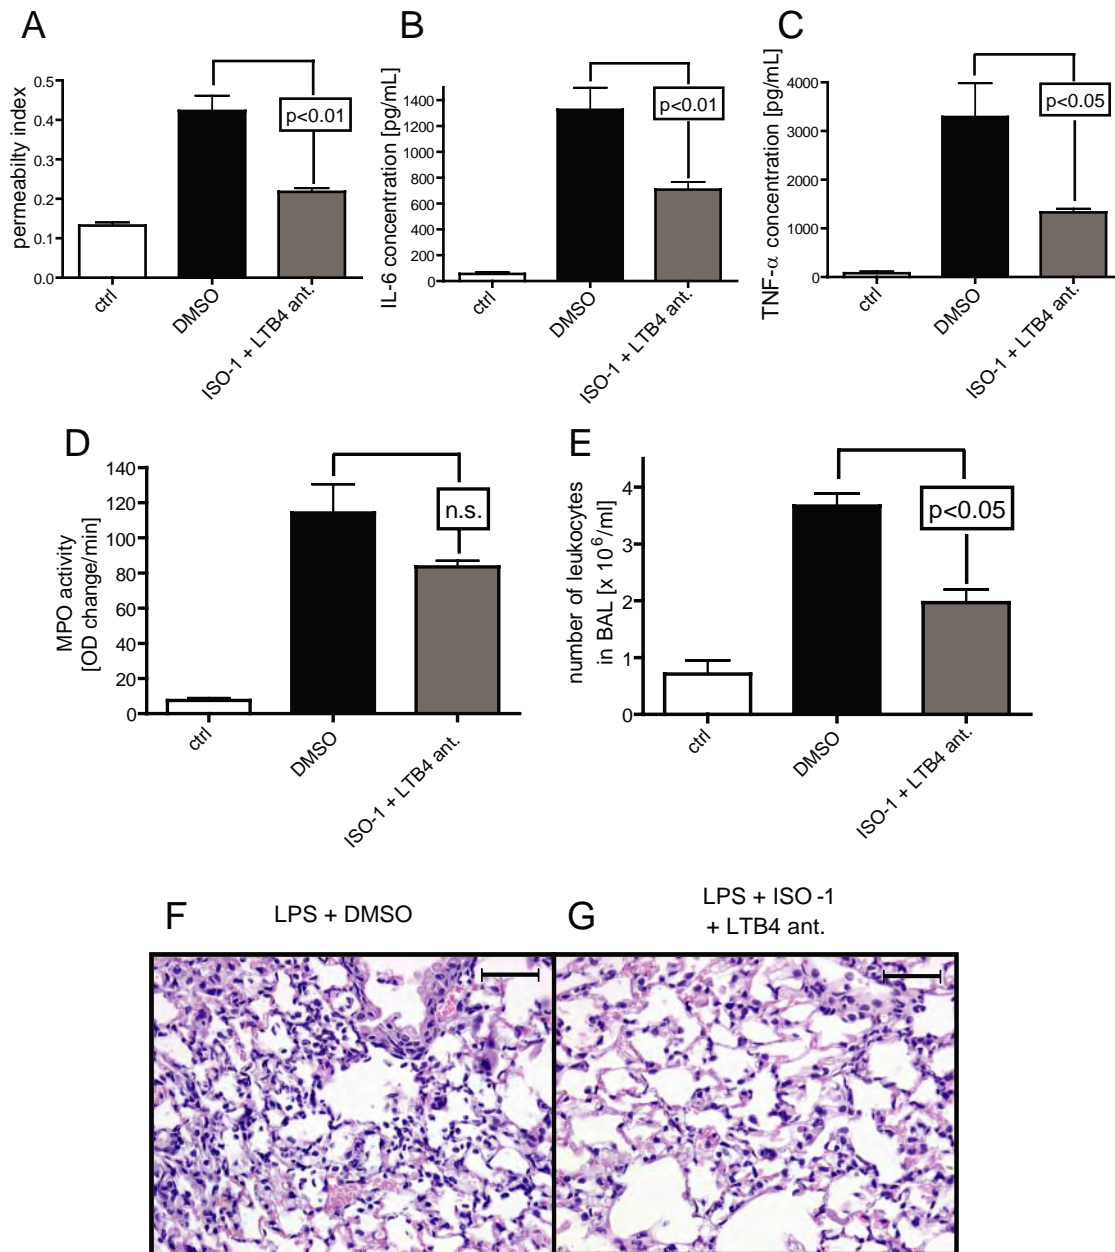 A
permeabilty index
0.5
0.4
0.3
0.2
0.1
0.0
p<0.01
ctrl
DMSO
ISO-1 + LTB4 ant.
B
IL-6 concentration [pg/mL]
1400
1200
1000
800
600
400
200
0
p<0.01
ctrl
DMSO
ISO-1 + LTB4 ant.
C
TNF-α concentration [pg/mL]
4000
3000
2000
1000
0
p<0.05
ctrl
DMSO
ISO-1 + LTB4 ant.
D
MPO activity
[OD change/min]
140
120
100
80
60
40
20
0
n.s.
ctrl
DMSO
ISO-1 + LTB4 ant.
E
number of leukocytes
in BAL [x 10⁶/ml]
4
3
2
1
0
p<0.05
ctrl
DMSO
ISO-1 + LTB4 ant.
F
LPS + DMSO
G
LPS + ISO -1
+ LTB4 ant.